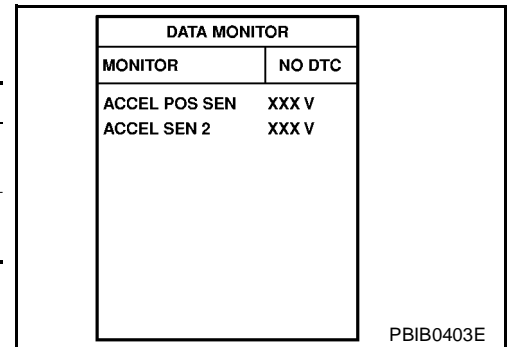 DATA MONITOR
MONITOR NO DTC
ACCEL POS SEN XXX V
ACCEL SEN 2 XXX V
PBIB0403E